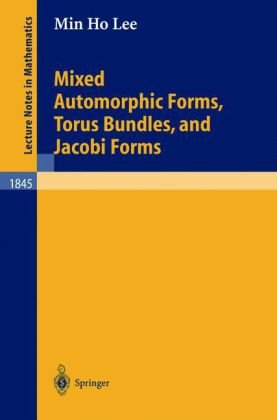 Min Ho Lee
Lecture Notes in Mathematics
1845
Mixed
Automorphic Forms,
Torus Bundles, and
Jacobi Forms
Springer